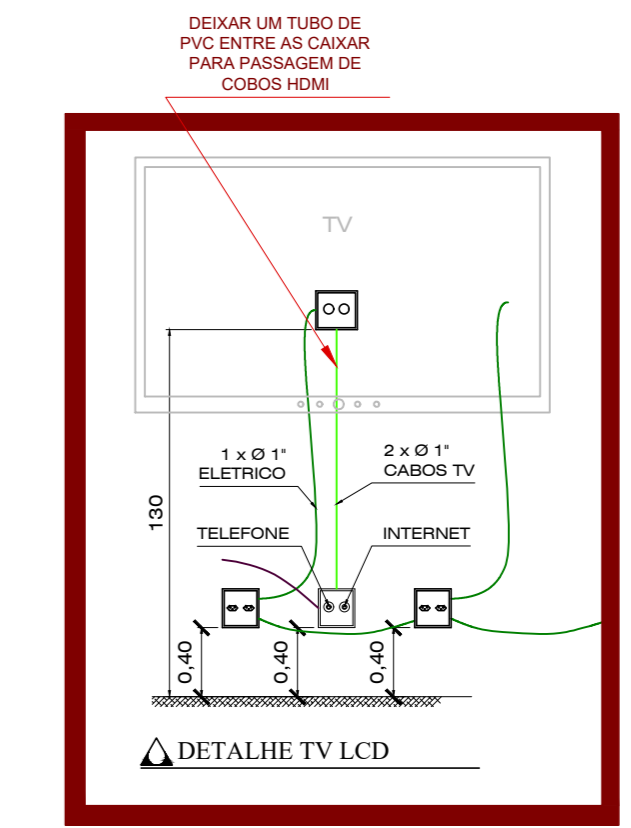 DEIXAR UM TUBO DE
PVC ENTRE AS CAIXAR
PARA PASSAGEM DE
COBOS HDMI
TV
1 x Ø 1"
ELETRICO
2 x Ø 1"
CABOS TV
130
TELEFONE
INTERNET
0,40
0,40
0,40
DETALHE TV LCD